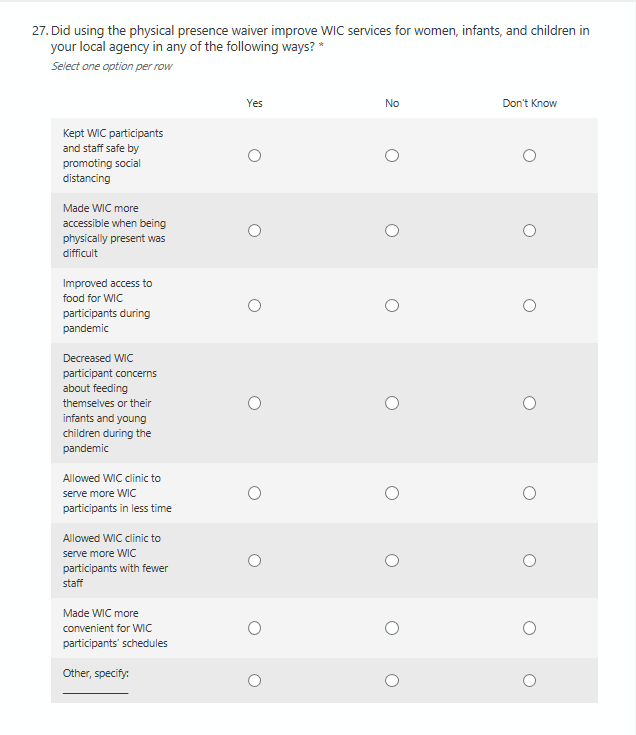 27. Did using the physical presence waiver improve WIC services for women, infants, and children in
your local agency in any of the following ways? *
Select one option per row
Yes No Don't Know
Kept WIC participants
and staff safe by
promoting social
distancing
Made WIC more
accessible when being
physically present was
difficult
Improved access to
food for WIC
participants during
pandemic
Decreased WIC
participant concerns
about feeding
themselves or their
infants and young
children during the
pandemic
Allowed WIC clinic to
serve more WIC
participants in less time
Allowed WIC clinic to
serve more WIC
participants with fewer
staff
Made WIC more
convenient for WIC
participants' schedules
Other, specify: